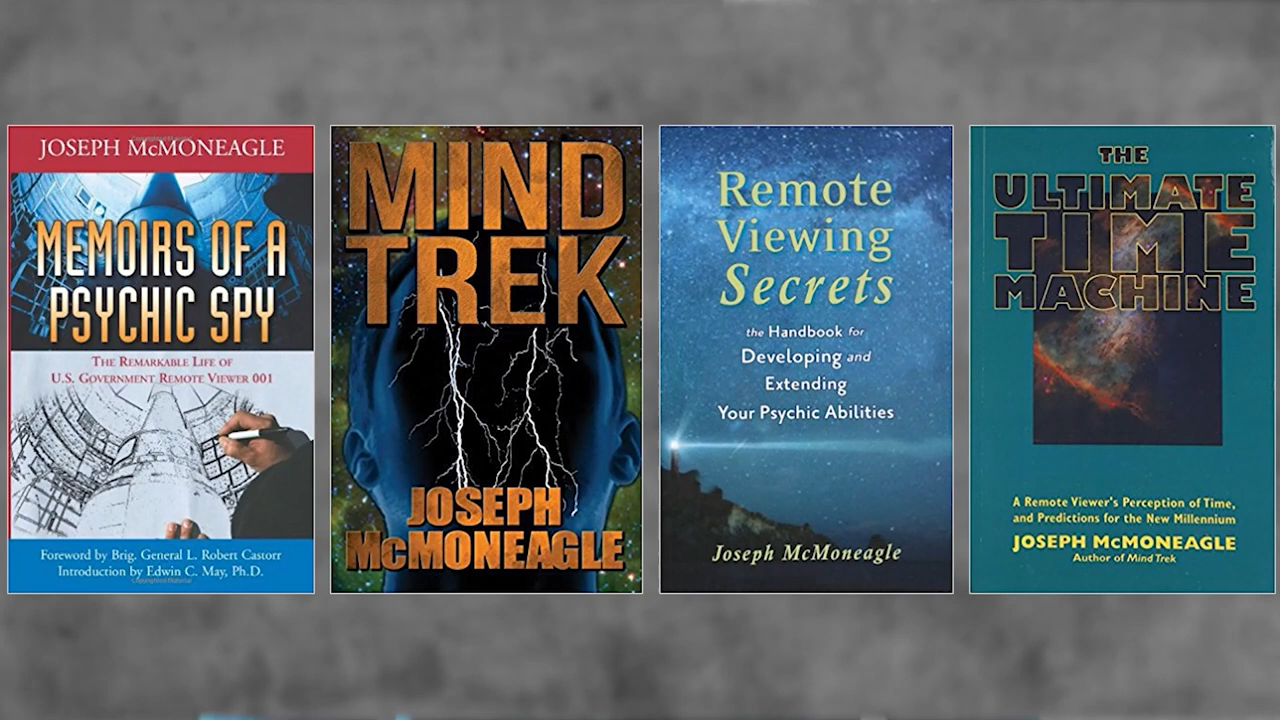 JOSEPH McMONEAGLE
MEMOIRS OF A
PSYCHIC SPY
THE REMARKABLE LIFE OF
U.S. GOVERNMENT REMOTE VIEWER 001
Foreword by Brig. General L. Robert Castorr
Introduction by Edwin C. May, Ph.D.
Copyrighted Material
MIND
TREK
JOSEPH
McMONEAGLE
Remote
Viewing
Secrets
the Handbook for
Developing and
Extending
Your Psychic Abilities
Joseph McMoneagle
THE
ULTIMATE
TIME
MACHINE
A Remote Viewer's Perception of Time,
and Predictions for the New Millennium
JOSEPH McMONEAGLE
Author of Mind Trek